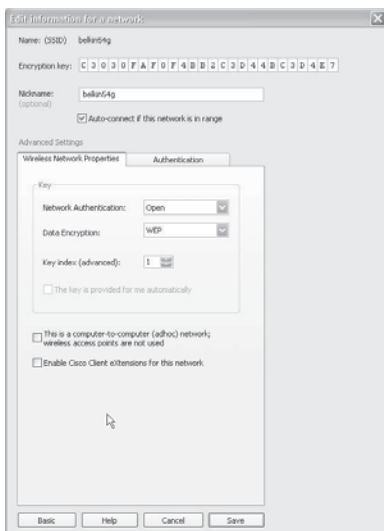 Edit information for a network
Name: (SSID) belkin54g
Encryption key: C 3 0 3 0 F A F 0 F 4 B B 2 C 3 D 4 4 B C 3 D 4 E 7
Nickname: belkin54g
(optional)
Auto-connect if this network is in range
Advanced Settings
Wireless Network Properties Authentication
Key
Network Authentication: Open
Data Encryption: WEP
Key index (advanced): 1
The key is provided for me automatically
This is a computer-to-computer (adhoc) network;
wireless access points are not used
Enable Cisco Client eXtensions for this network
Basic Help Cancel Save